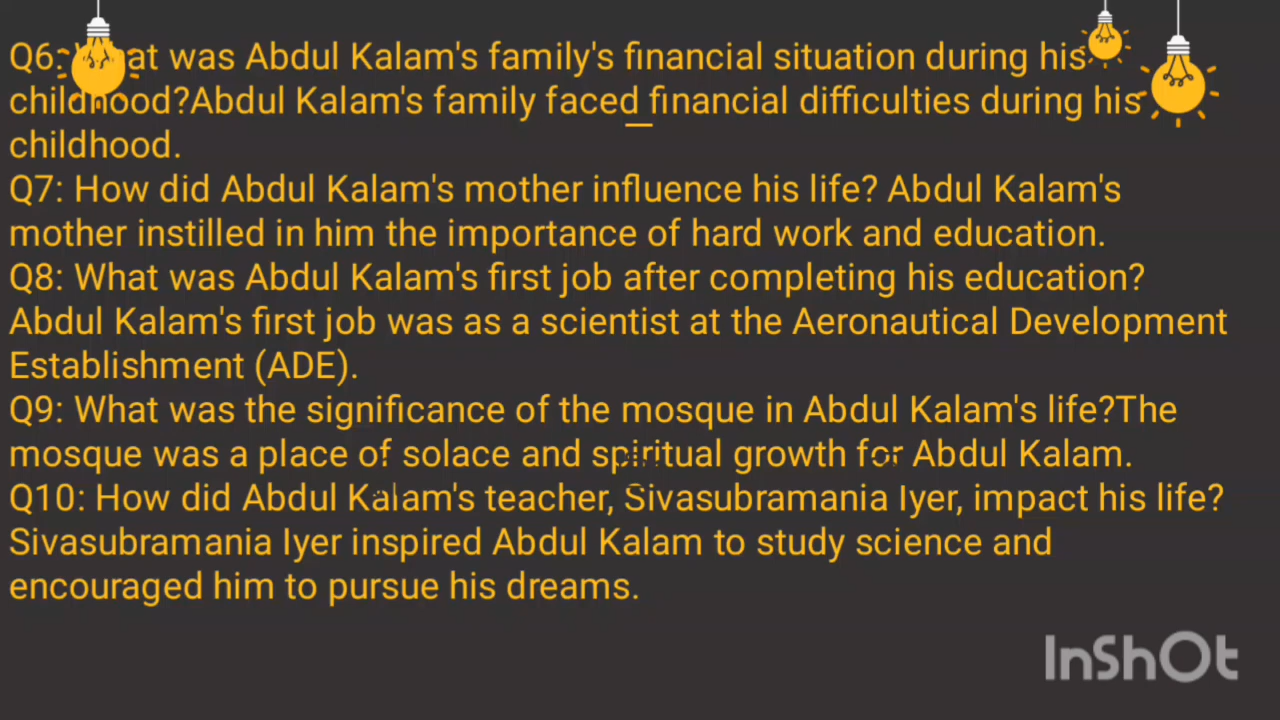 Q6: What was Abdul Kalam's family's financial situation during his
childhood?Abdul Kalam's family faced financial difficulties during his
childhood.
Q7: How did Abdul Kalam's mother influence his life? Abdul Kalam's
mother instilled in him the importance of hard work and education.
Q8: What was Abdul Kalam's first job after completing his education?
Abdul Kalam's first job was as a scientist at the Aeronautical Development
Establishment (ADE).
Q9: What was the significance of the mosque in Abdul Kalam's life?The
mosque was a place of solace and spiritual growth for Abdul Kalam.
Q10: How did Abdul Kalam's teacher, Sivasubramania Iyer, impact his life?
Sivasubramania Iyer inspired Abdul Kalam to study science and
encouraged him to pursue his dreams.
InShOt